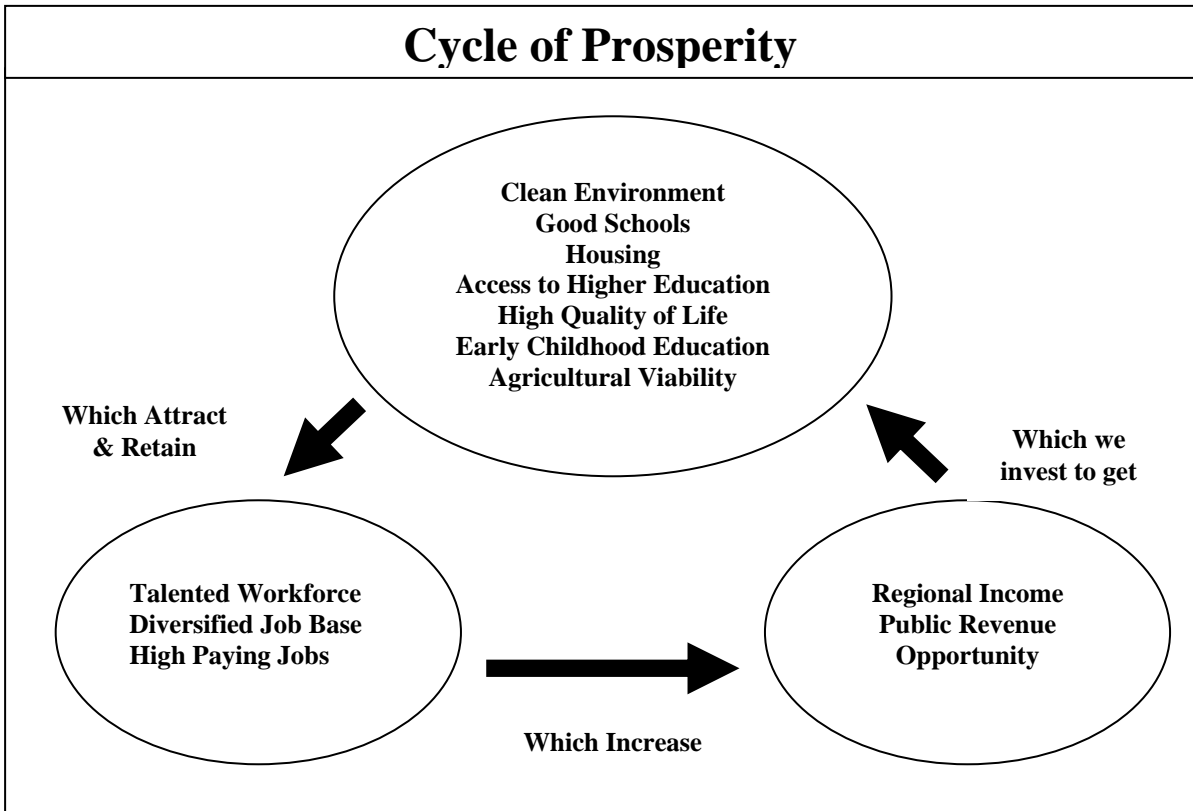 Cycle of Prosperity
Clean Environment
Good Schools
Housing
Access to Higher Education
High Quality of Life
Early Childhood Education
Agricultural Viability
Which Attract
& Retain
Which we
invest to get
Talented Workforce
Diversified Job Base
High Paying Jobs
Regional Income
Public Revenue
Opportunity
Which Increase